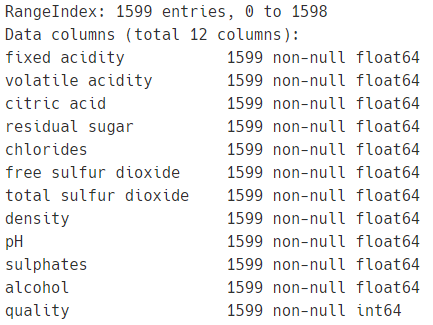 RangeIndex: 1599 entries, 0 to 1598
Data columns (total 12 columns):
fixed acidity 1599 non-null float64
volatile acidity 1599 non-null float64
citric acid 1599 non-null float64
residual sugar 1599 non-null float64
chlorides 1599 non-null float64
free sulfur dioxide 1599 non-null float64
total sulfur dioxide 1599 non-null float64
density 1599 non-null float64
pH 1599 non-null float64
sulphates 1599 non-null float64
alcohol 1599 non-null float64
quality 1599 non-null int64